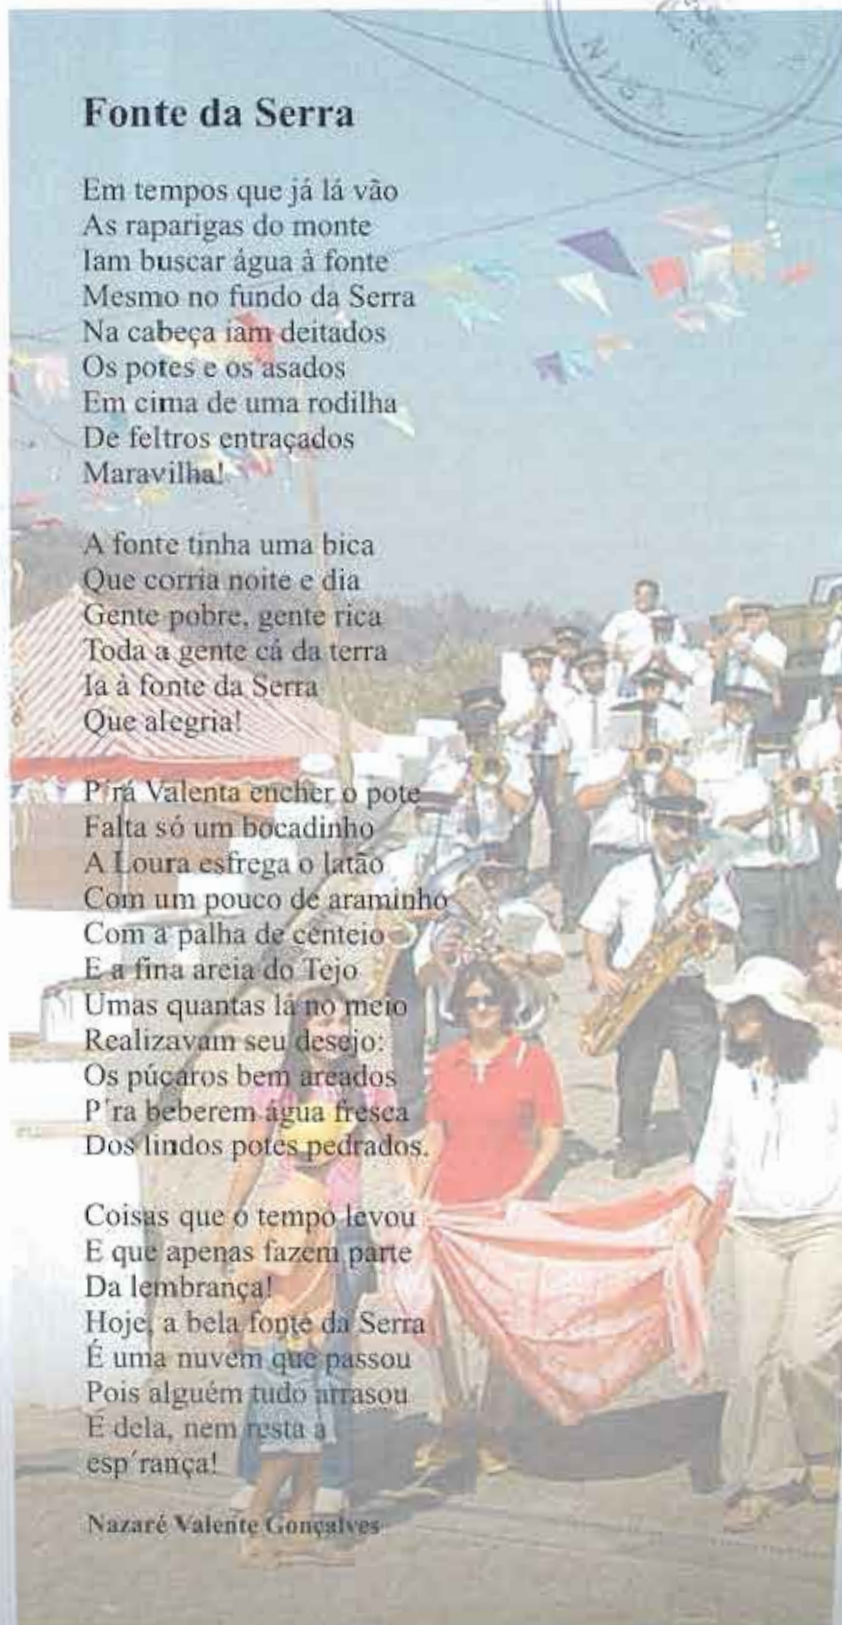 Fonte da Serra
Em tempos que já lá vão
As raparigas do monte
Iam buscar água à fonte
Mesmo no fundo da Serra
Na cabeça iam deitados
Os potes e os asados
Em cima de uma rodilha
De feltros entraçados
Maravilha!
A fonte tinha uma bica
Que corria noite e dia
Gente pobre, gente rica
Toda a gente cá da terra
Ia à fonte da Serra
Que alegria!
P´rá Valenta encher o pote
Falta só um bocadinho
A Loura esfrega o latão
Com um pouco de araminho
Com a palha de centeio
E a fina areia do Tejo
Umas quantas lá no meio
Realizavam seu desejo:
Os púcaros bem areados
P´ra beberem água fresca
Dos lindos potes pedrados.
Coisas que o tempo levou
E que apenas fazem parte
Da lembrança!
Hoje, a bela fonte da Serra
É uma nuvem que passou
Pois alguém tudo arrasou
E dela, nem resta a
esp´rança!
Nazaré Valente Gonçalves